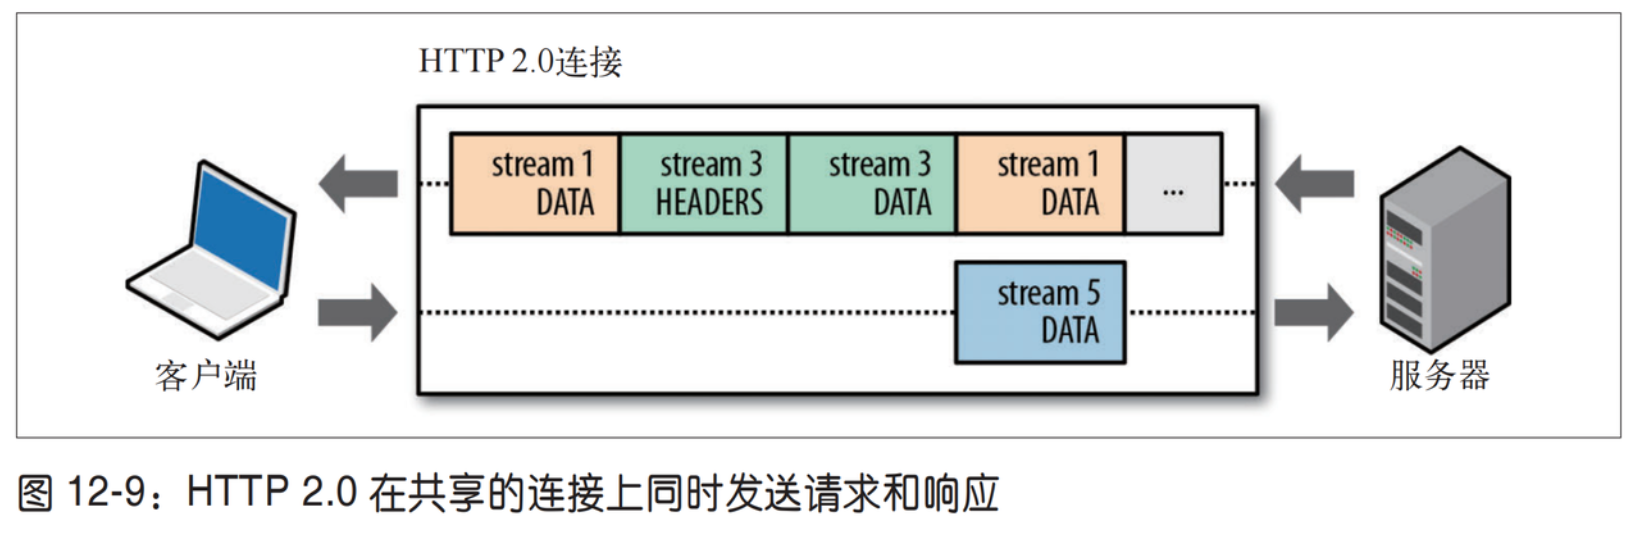 HTTP 2.0连接
stream 1
DATA
stream 3
HEADERS
stream 3
DATA
stream 1
DATA
...
stream 5
DATA
客户端
服务器
图 12-9：HTTP 2.0 在共享的连接上同时发送请求和响应